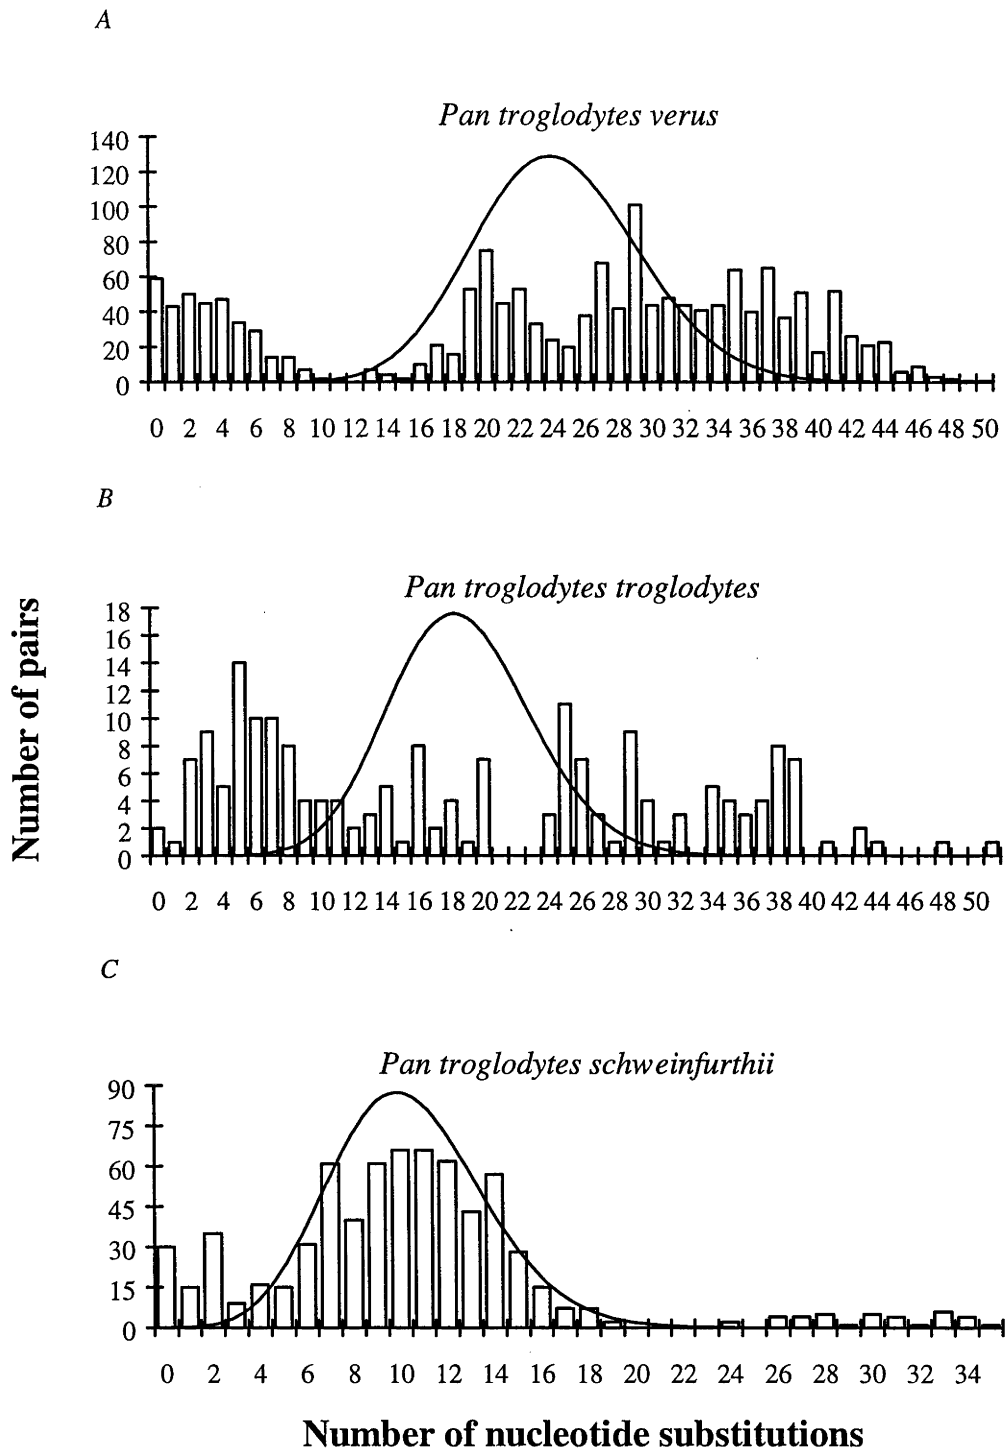 A
Pan troglodytes verus
140
120
100
80
60
40
20
0
0 2 4 6 8 10 12 14 16 18 20 22 24 26 28 30 32 34 36 38 40 42 44 46 48 50
B
Pan troglodytes troglodytes
Number of pairs
18
16
14
12
10
8
6
4
2
0
0 2 4 6 8 10 12 14 16 18 20 22 24 26 28 30 32 34 36 38 40 42 44 46 48 50
C
Pan troglodytes schweinfurthii
90
75
60
45
30
15
0
0 2 4 6 8 10 12 14 16 18 20 22 24 26 28 30 32 34
Number of nucleotide substitutions